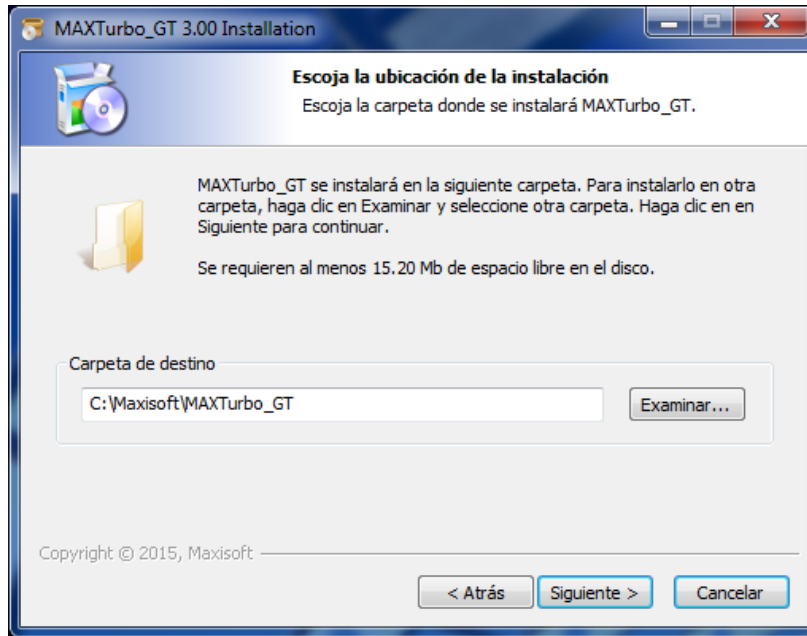 MAXTurbo_GT 3.00 Installation
Escoja la ubicación de la instalación
Escoja la carpeta donde se instalará MAXTurbo_GT.
MAXTurbo_GT se instalará en la siguiente carpeta. Para instalarlo en otra
carpeta, haga clic en Examinar y seleccione otra carpeta. Haga clic en en
Siguiente para continuar.
Se requieren al menos 15.20 Mb de espacio libre en el disco.
Carpeta de destino
C:\Maxisoft\MAXTurbo_GT
Examinar...
Copyright © 2015, Maxisoft
< Atrás
Siguiente >
Cancelar